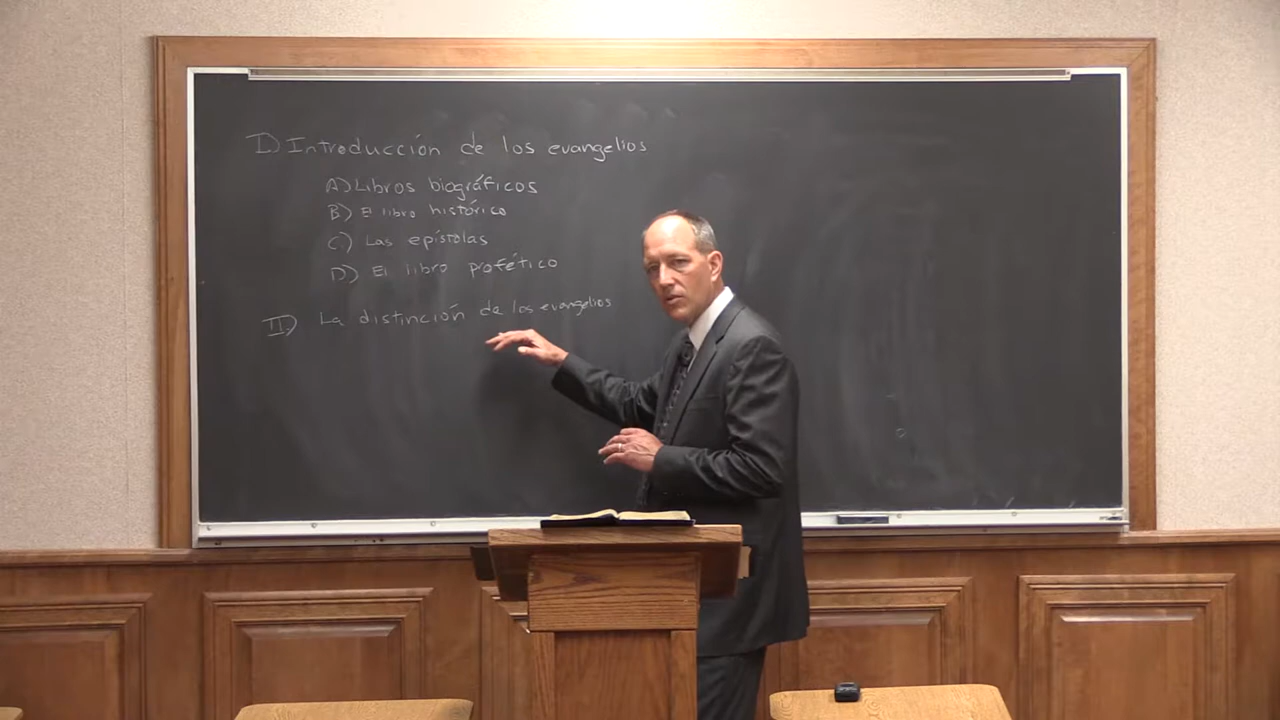 I) Introducción de los evangelios
A) Libros biográficos
B) El libro histórico
C) Las epístolas
D) El libro profético
II) La distinción de los evangelios